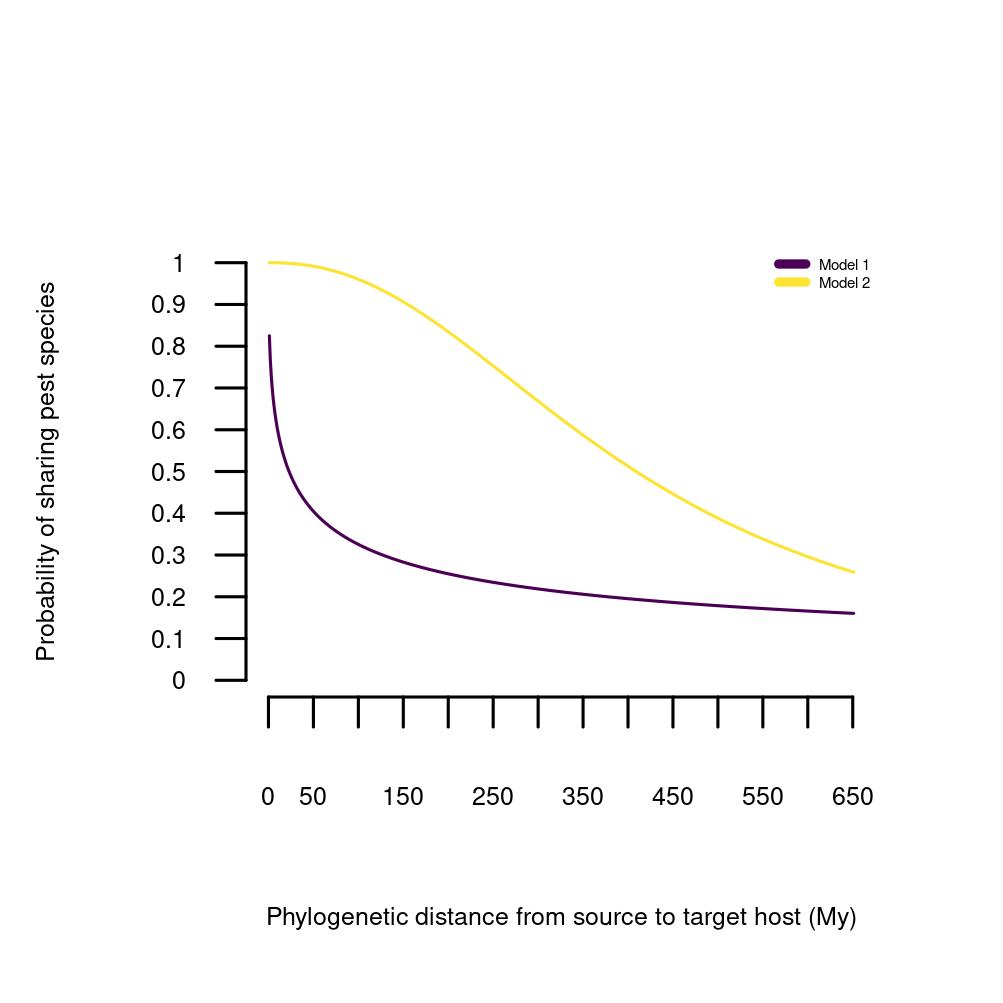 Model 1
Model 2
Probability of sharing pest species
1
0.9
0.8
0.7
0.6
0.5
0.4
0.3
0.2
0.1
0
0 50 150 250 350 450 550 650
Phylogenetic distance from source to target host (My)